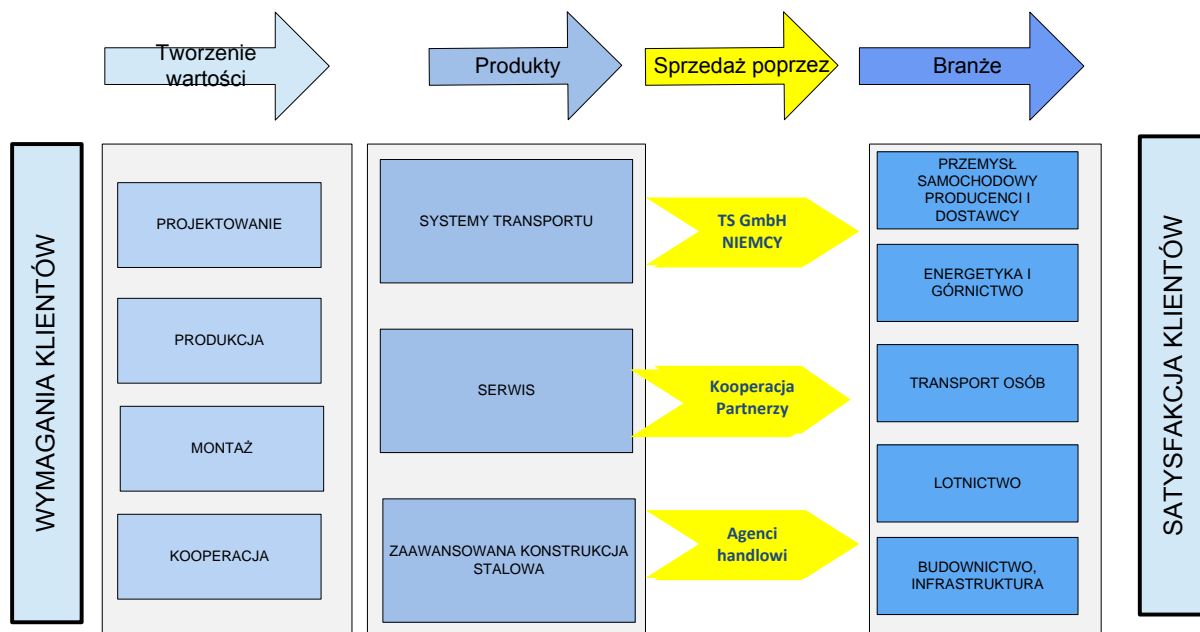 Tworzenie
wartości
Produkty
Sprzedaż poprzez
Branże
WYMAGANIA KLIENTÓW
PROJEKTOWANIE
PRODUKCJA
MONTAŻ
KOOPERACJA
SYSTEMY TRANSPORTU
SERWIS
ZAAWANSOWANA KONSTRUKCJA
STALOWA
TS GmbH
NIEMCY
Kooperacja
Partnerzy
Agenci
handlowi
PRZEMYSŁ
SAMOCHODOWY
PRODUCENCI I
DOSTAWCY
ENERGETYKA I
GÓRNICTWO
TRANSPORT OSÓB
LOTNICTWO
BUDOWNICTWO,
INFRASTRUKTURA
SATYSFAKCJA KLIENTÓW